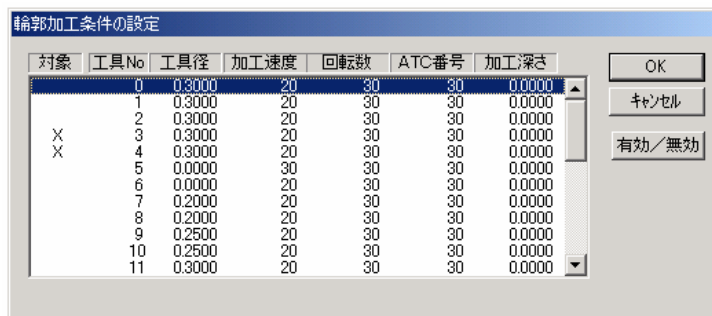 輪郭加工条件の設定
対象 工具No 工具径 加工速度 回転数 ATC番号 加工深さ
0 0.3000 20 30 30 0.0000
1 0.3000 20 30 30 0.0000
2 0.3000 20 30 30 0.0000
X 3 0.3000 20 30 30 0.0000
X 4 0.3000 20 30 30 0.0000
5 0.0000 30 30 30 0.0000
6 0.0000 20 30 30 0.0000
7 0.2000 20 30 30 0.0000
8 0.2000 20 30 30 0.0000
9 0.2500 20 30 30 0.0000
10 0.2500 20 30 30 0.0000
11 0.3000 20 30 30 0.0000
OK
キャンセル
有効／無効